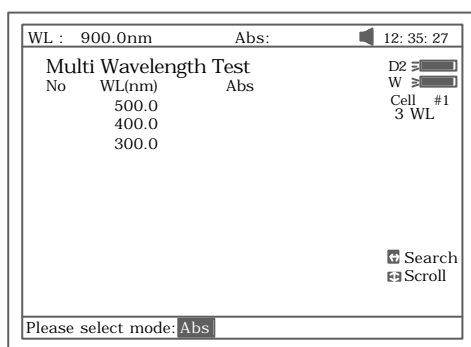 WL : 900.0nm Abs: 12: 35: 27
Multi Wavelength Test
No WL(nm) Abs
500.0
400.0
300.0
D2
W
Cell #1
3 WL
Search
Scroll
Please select mode: Abs